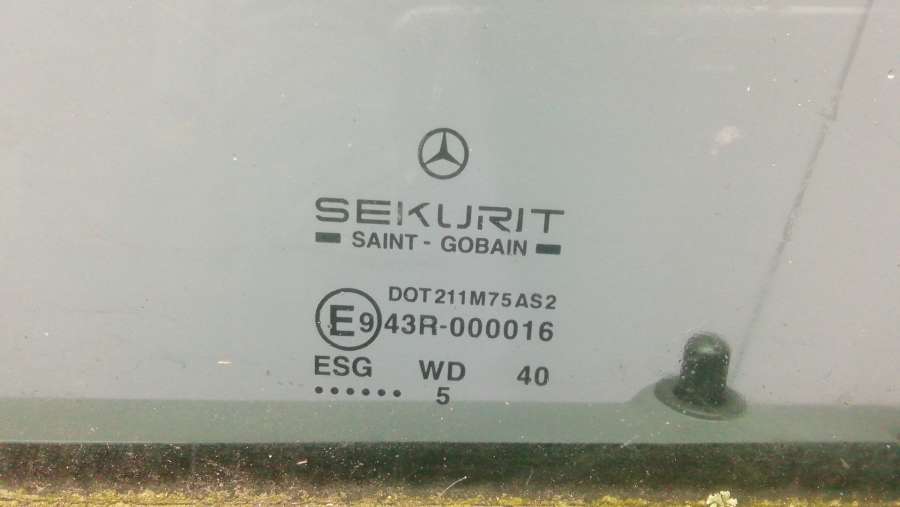 SEKURIT
SAINT - GOBAIN
DOT211M75AS2
E9 43R-000016
ESG WD 40
...... 5